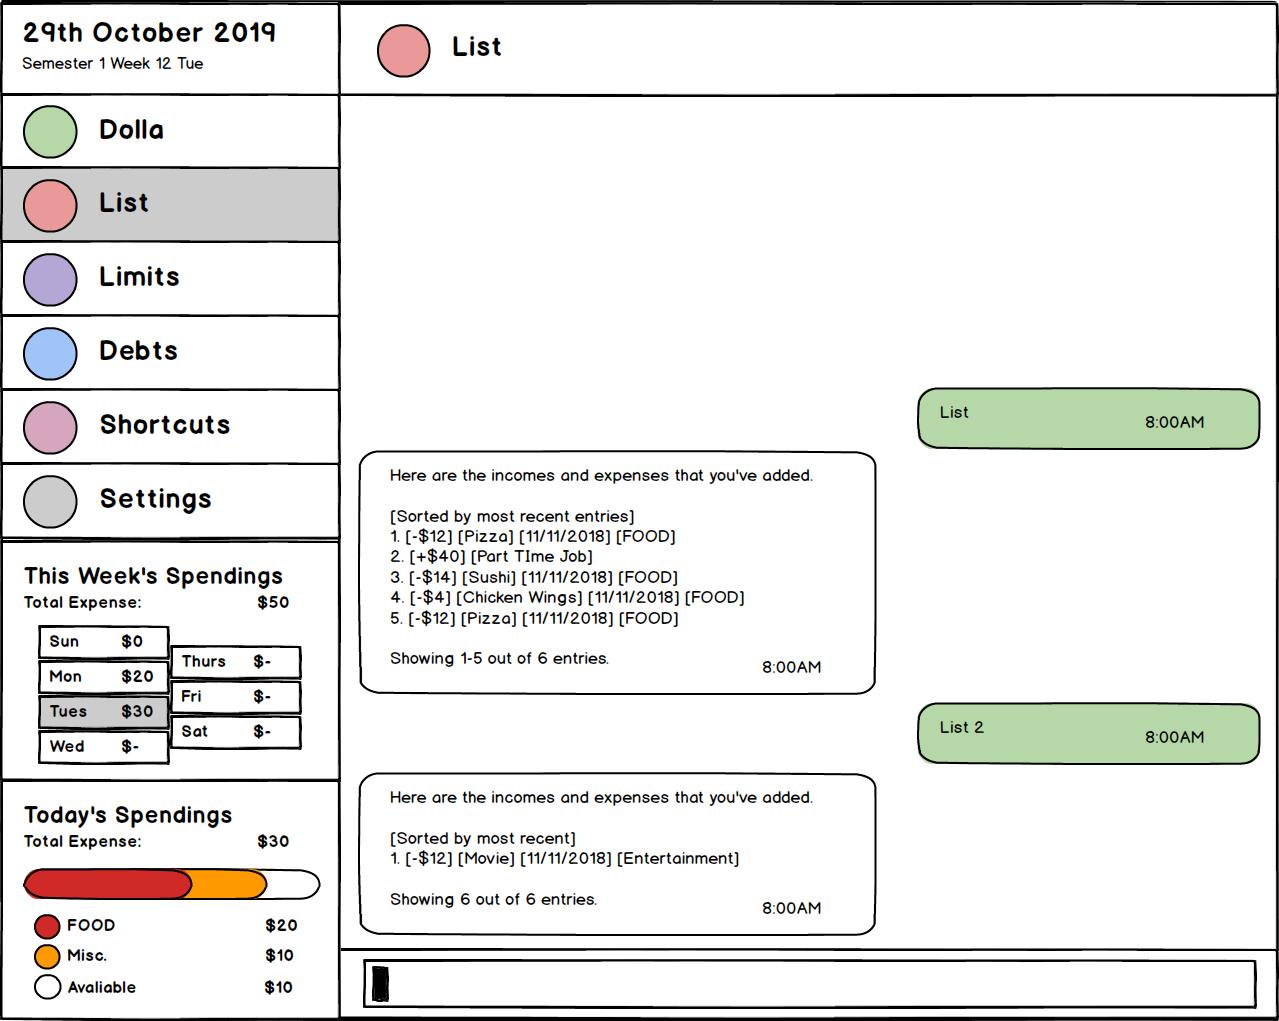 29th October 2019
Semester 1 Week 12 Tue
Dolla
List
Limits
Debts
Shortcuts
Settings
This Week's Spendings
Total Expense: $50
Sun $0
Mon $20
Tues $30
Wed $-
Thurs $-
Fri $-
Sat $-
Today's Spendings
Total Expense: $30
FOOD $20
Misc. $10
Avaliable $10
List
List 8:00AM
Here are the incomes and expenses that you've added.
[Sorted by most recent entries]
1. [-$12] [Pizza] [11/11/2018] [FOOD]
2. [+$40] [Part TIme Job]
3. [-$14] [Sushi] [11/11/2018] [FOOD]
4. [-$4] [Chicken Wings] [11/11/2018] [FOOD]
5. [-$12] [Pizza] [11/11/2018] [FOOD]
Showing 1-5 out of 6 entries.
8:00AM
List 2 8:00AM
Here are the incomes and expenses that you've added.
[Sorted by most recent]
1. [-$12] [Movie] [11/11/2018] [Entertainment]
Showing 6 out of 6 entries.
8:00AM